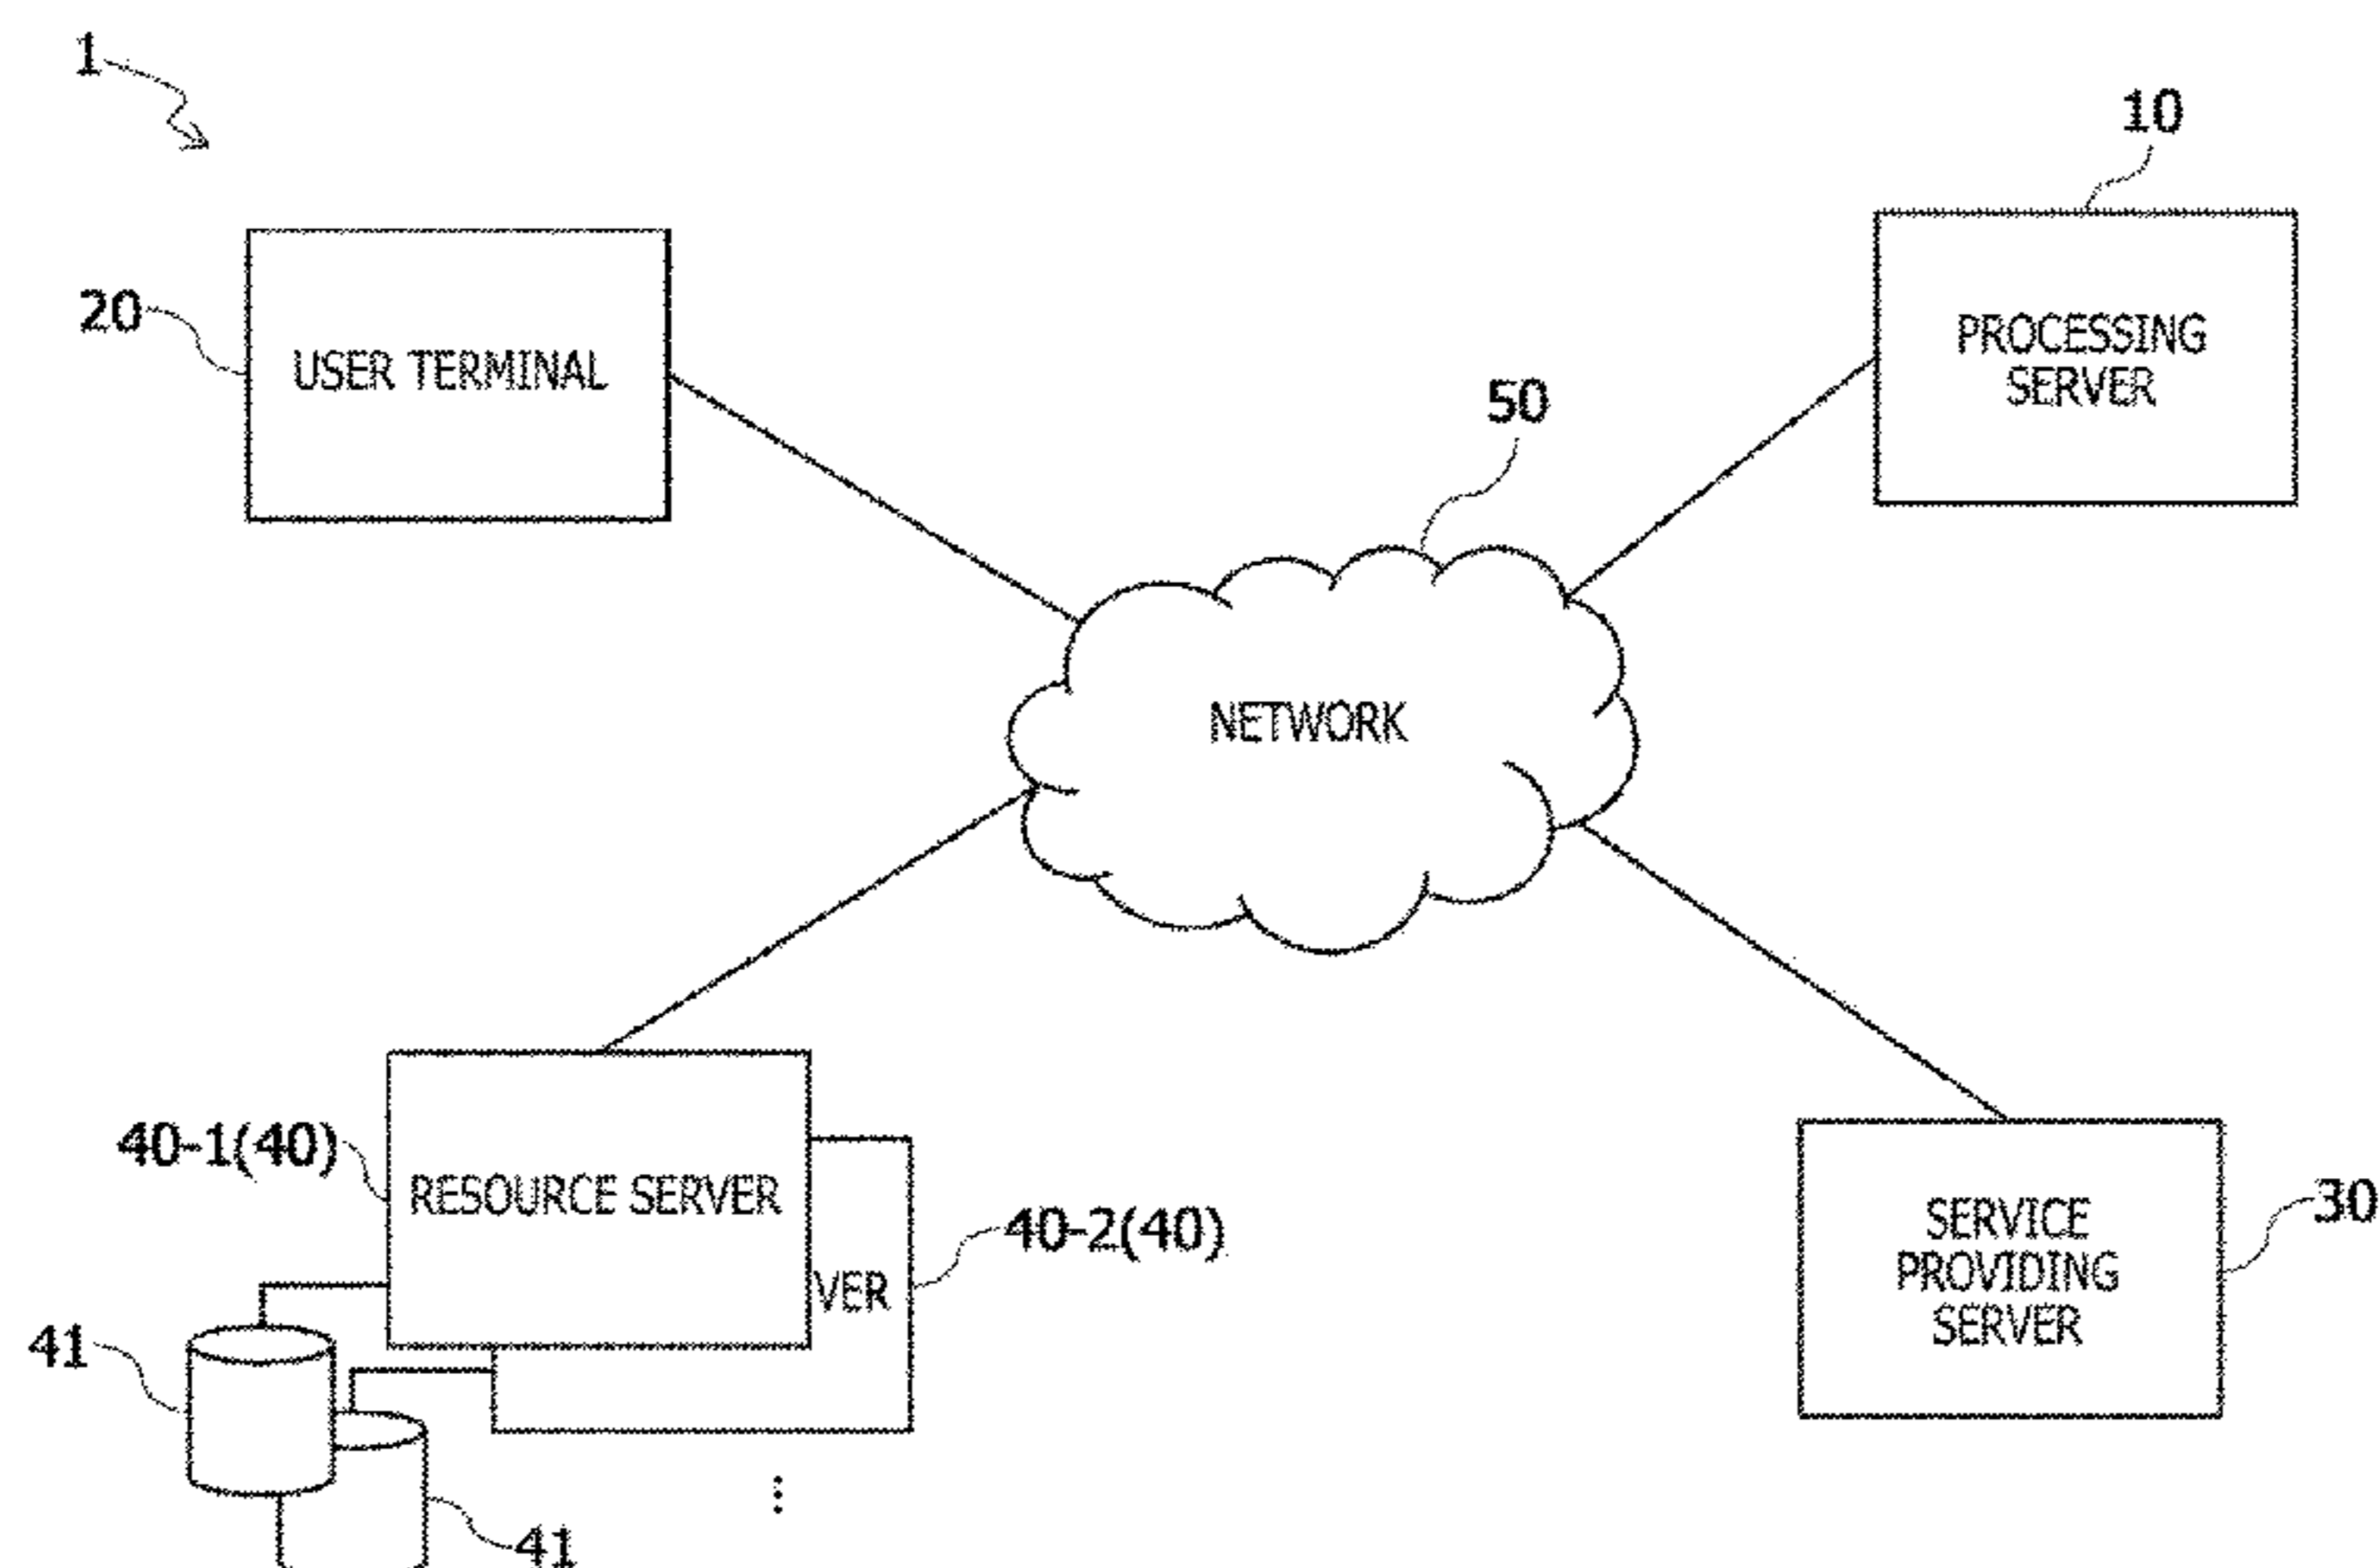 1
10
20
USER TERMINAL
PROCESSING
SERVER
50
NETWORK
40-1(40)
RESOURCE SERVER
VER
40-2(40)
SERVICE
PROVIDING
SERVER
30
41
41